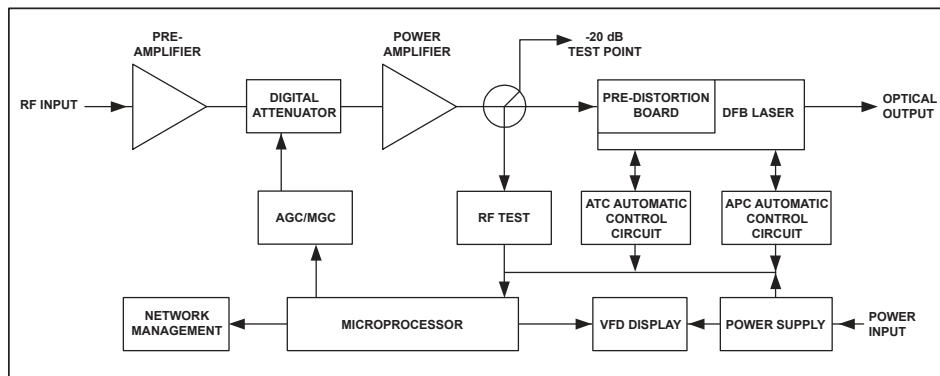 PRE-
AMPLIFIER
POWER
AMPLIFIER
-20 dB
TEST POINT
RF INPUT
DIGITAL
ATTENUATOR
PRE-DISTORTION
BOARD
DFB LASER
OPTICAL
OUTPUT
AGC/MGC
RF TEST
ATC AUTOMATIC
CONTROL
CIRCUIT
APC AUTOMATIC
CONTROL
CIRCUIT
NETWORK
MANAGEMENT
MICROPROCESSOR
VFD DISPLAY
POWER SUPPLY
POWER
INPUT